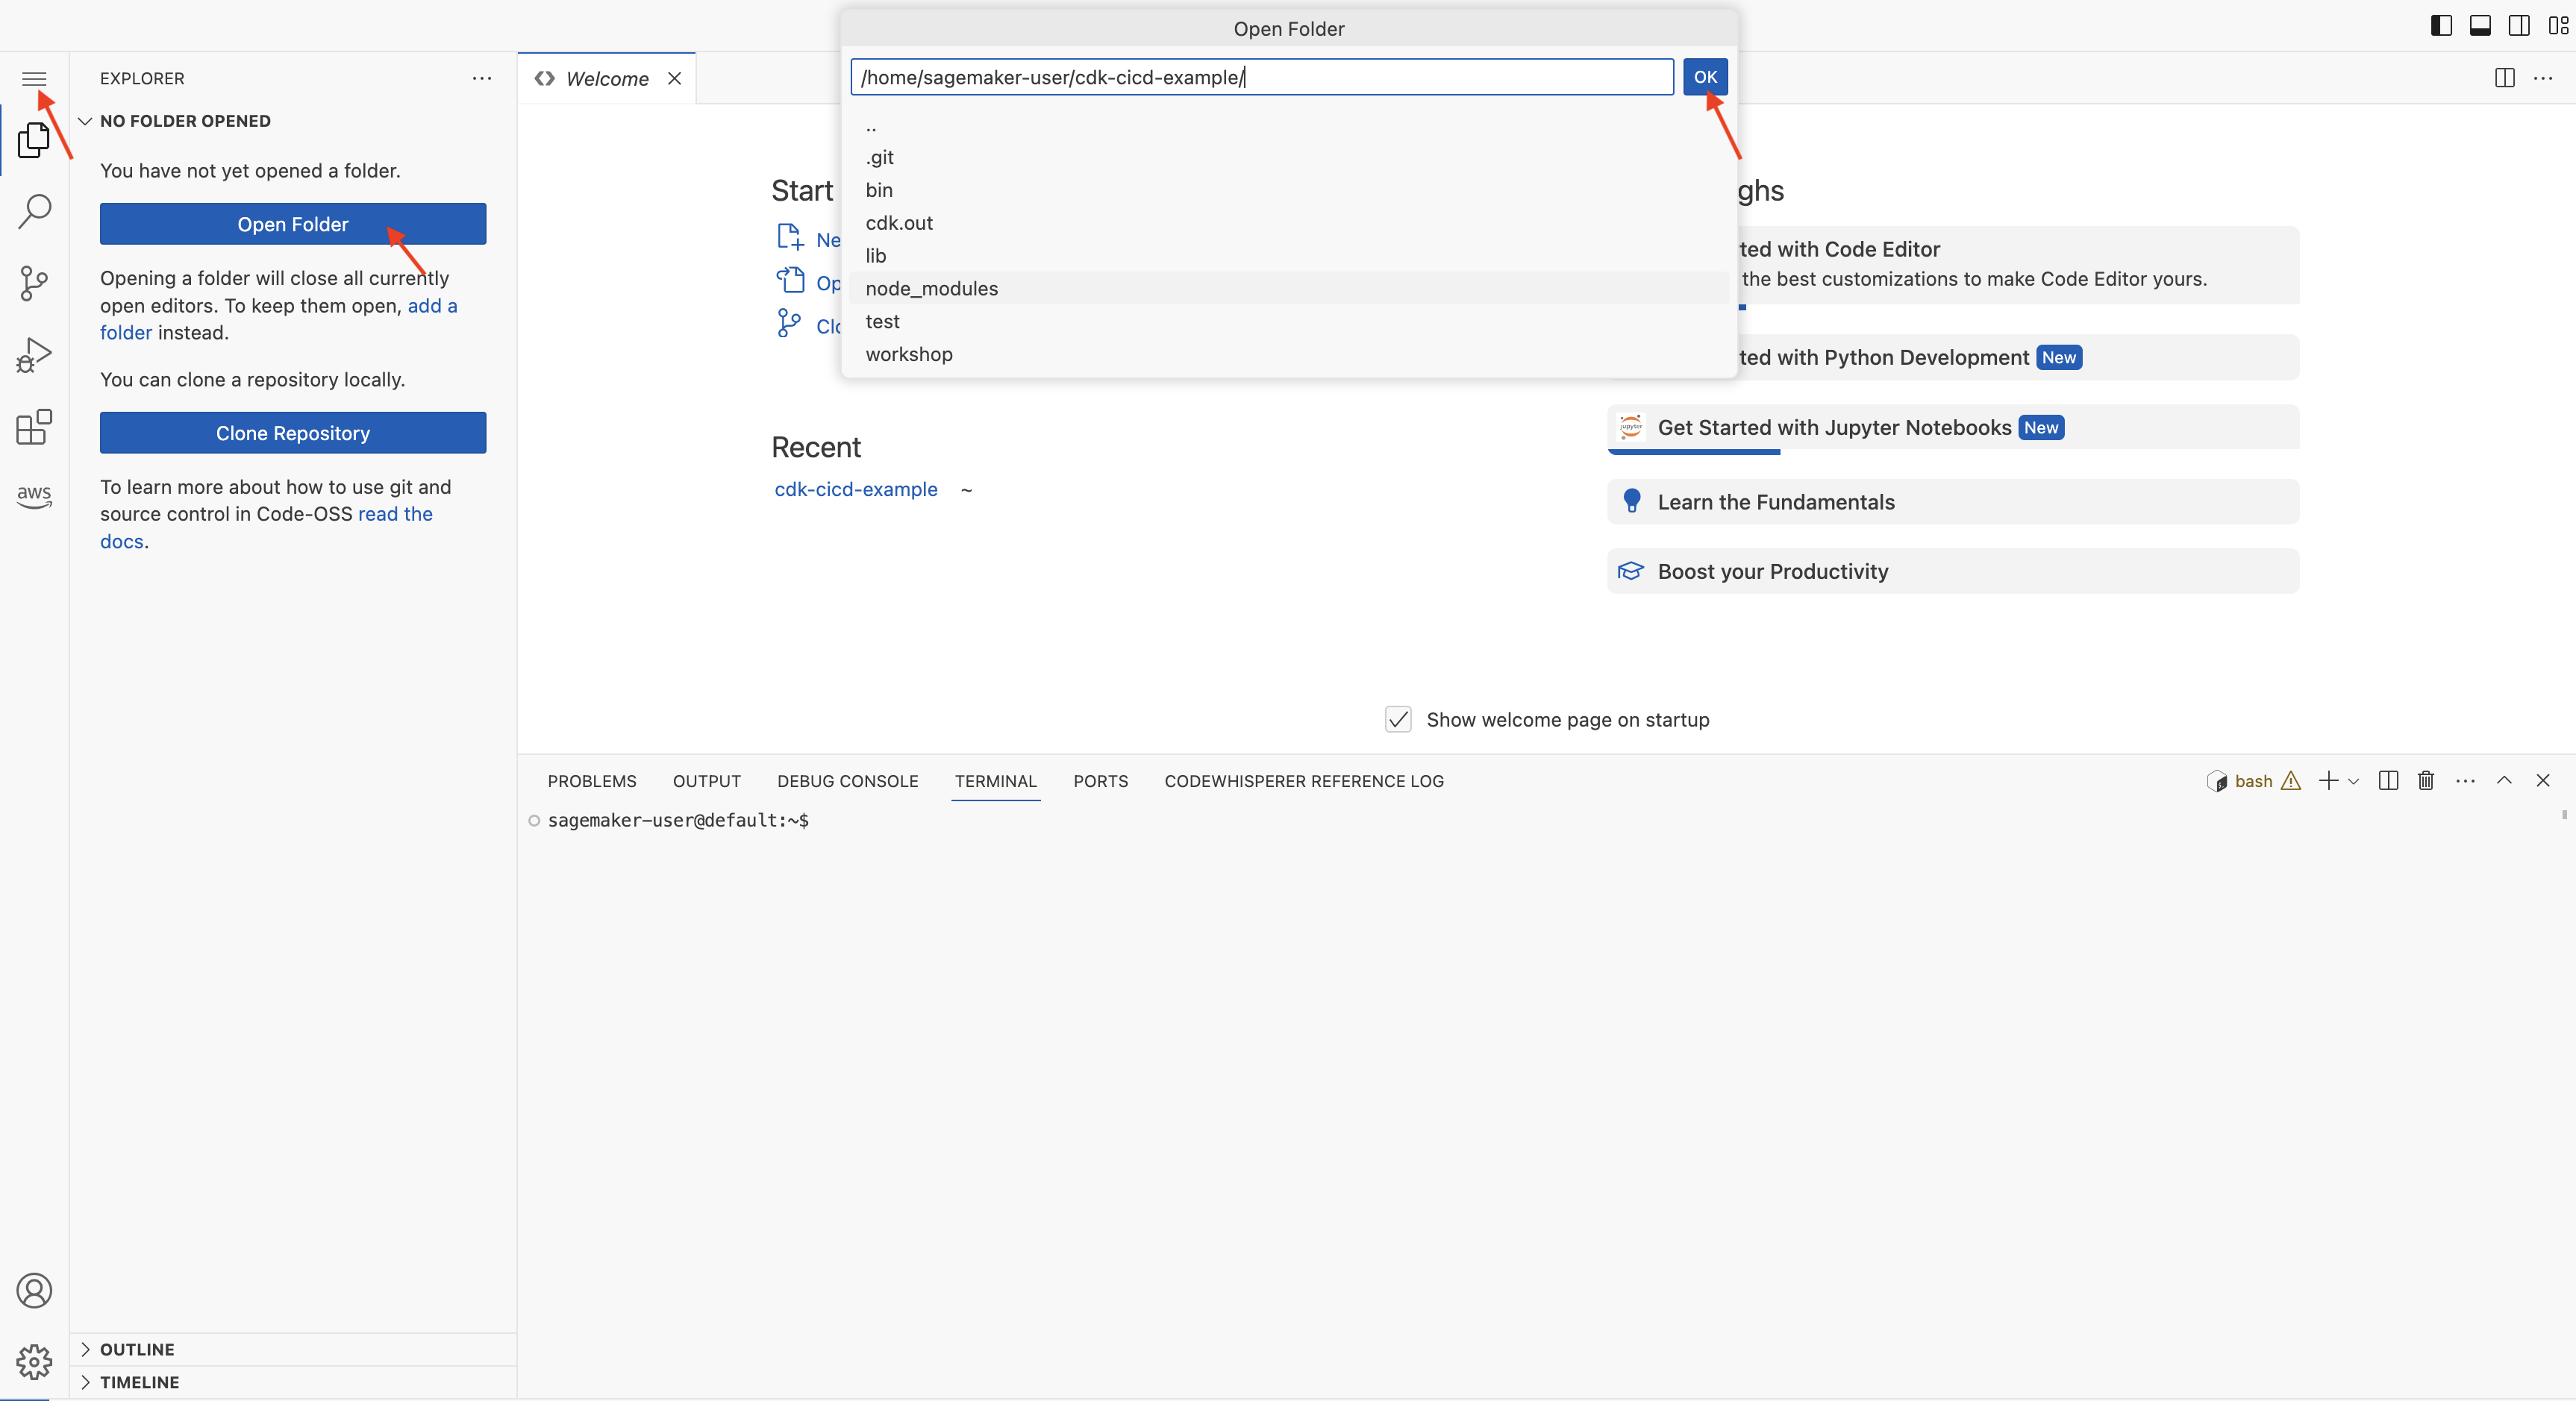 Open Folder
/home/sagemaker-user/cdk-cicd-example/
OK
..
.git
bin
cdk.out
lib
node_modules
test
workshop
EXPLORER
NO FOLDER OPENED
You have not yet opened a folder.
Open Folder
Opening a folder will close all currently
open editors. To keep them open, add a
folder instead.
You can clone a repository locally.
Clone Repository
To learn more about how to use git and
source control in Code-OSS read the
docs.
aws
OUTLINE
TIMELINE
Welcome
Start
Ne
Op
Clo
Recent
cdk-cicd-example ~
ghs
ted with Code Editor
the best customizations to make Code Editor yours.
ted with Python Development New
jupyter
Get Started with Jupyter Notebooks New
Learn the Fundamentals
Boost your Productivity
Show welcome page on startup
PROBLEMS OUTPUT DEBUG CONSOLE TERMINAL PORTS CODEWHISPERER REFERENCE LOG
bash
sagemaker-user@default:~$